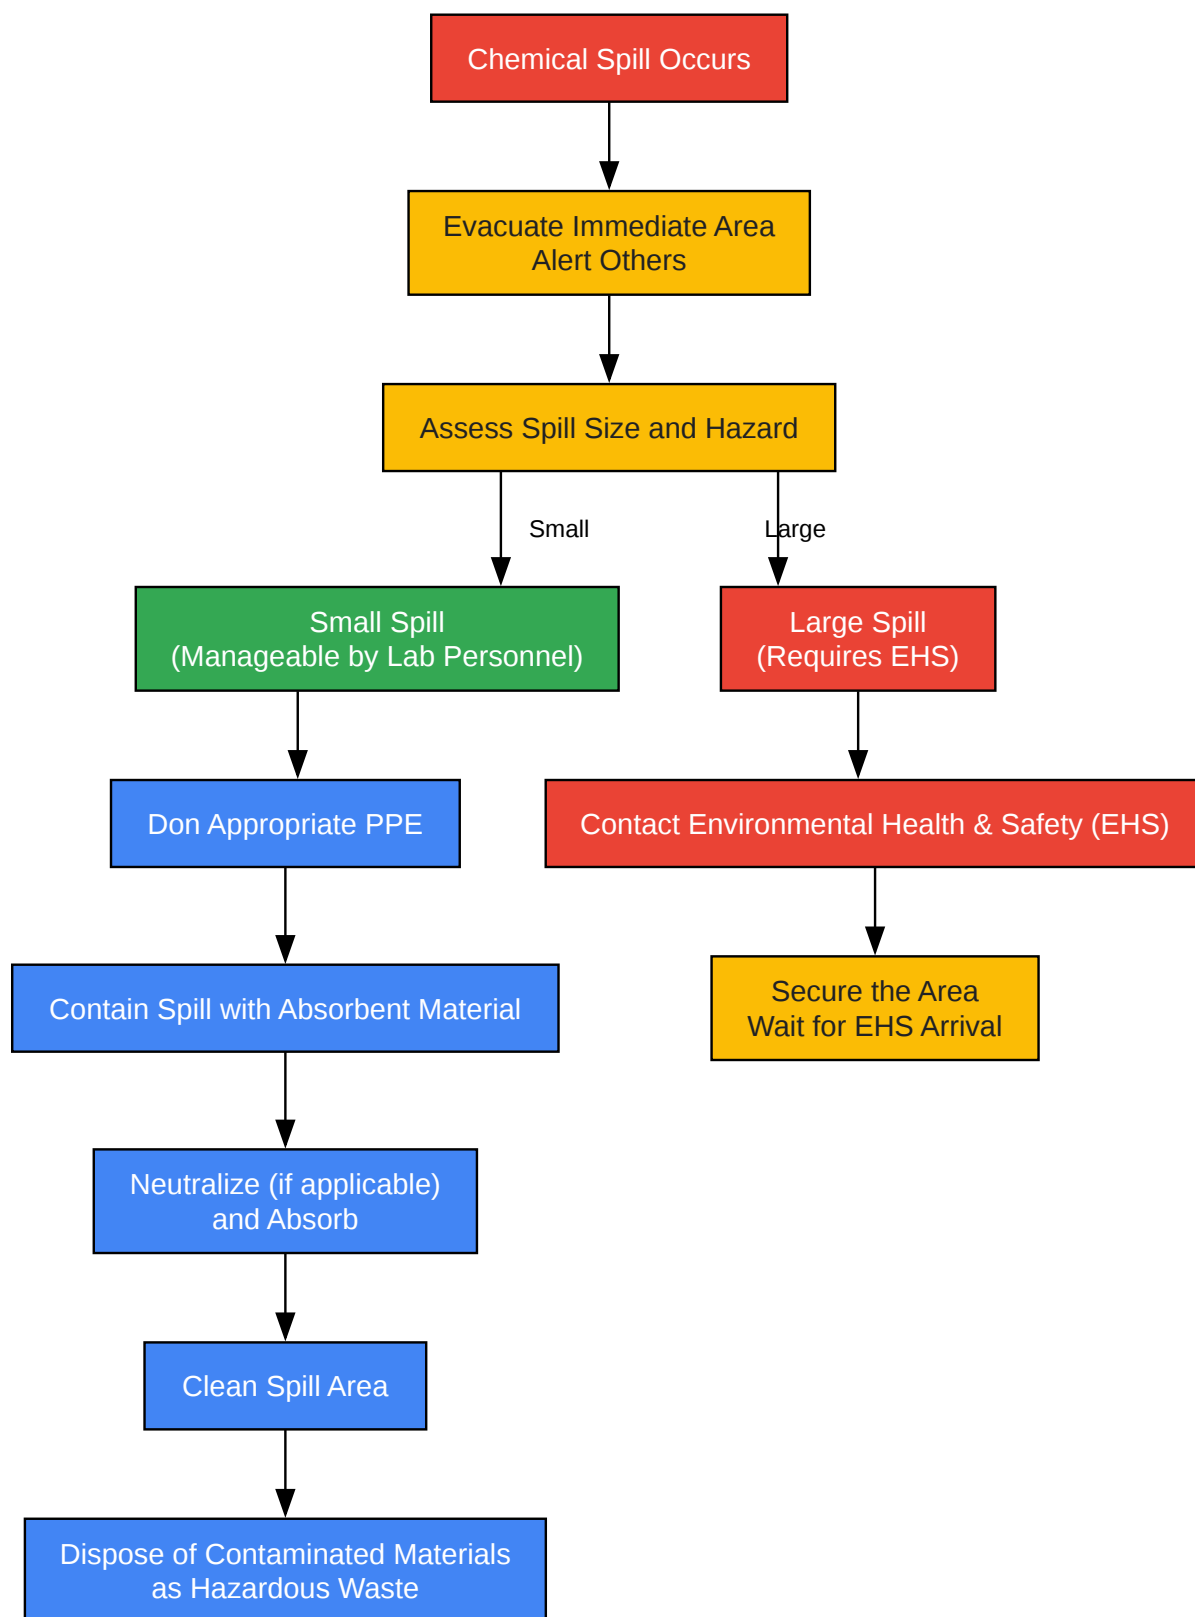 Chemical Spill Occurs
Evacuate Immediate Area
Alert Others
Assess Spill Size and Hazard
Small
Large
Small Spill
(Manageable by Lab Personnel)
Large Spill
(Requires EHS)
Don Appropriate PPE
Contact Environmental Health & Safety (EHS)
Contain Spill with Absorbent Material
Secure the Area
Wait for EHS Arrival
Neutralize (if applicable)
and Absorb
Clean Spill Area
Dispose of Contaminated Materials
as Hazardous Waste